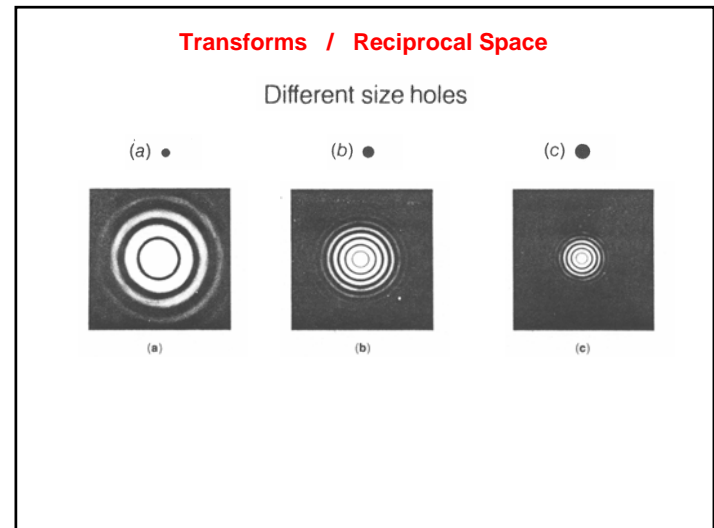 Transforms / Reciprocal Space
Different size holes
(a) (b) (c)
(a) (b) (c)